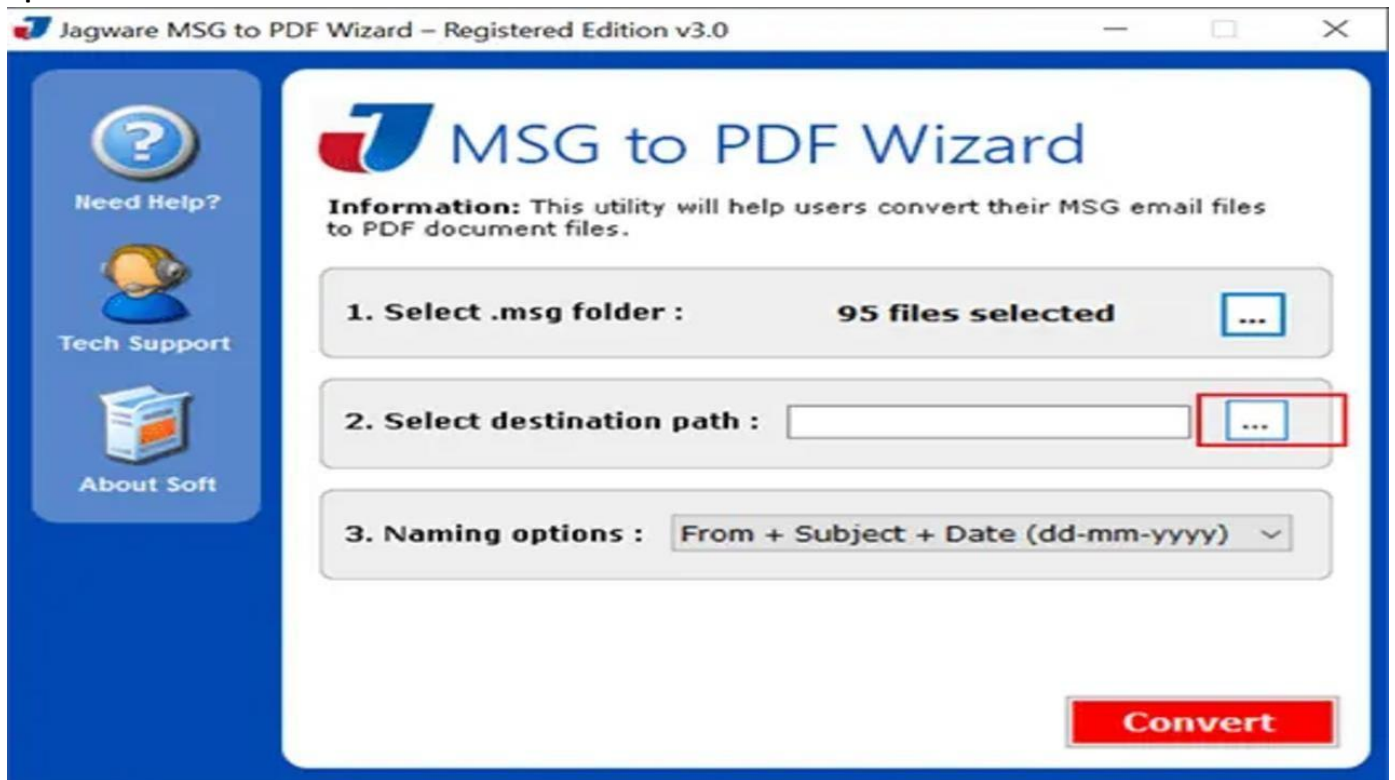 Jagware MSG to PDF Wizard – Registered Edition v3.0
Need Help?
Tech Support
About Soft
MSG to PDF Wizard
Information: This utility will help users convert their MSG email files
to PDF document files.
1. Select .msg folder : 95 files selected ...
2. Select destination path : ...
3. Naming options : From + Subject + Date (dd-mm-yyyy)
Convert